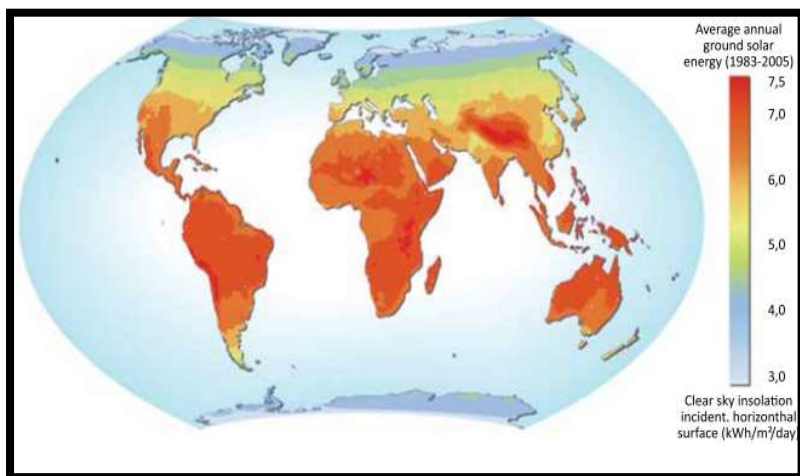 Average annual
ground solar
energy (1983-2005)
7,5
7,0
6,0
5,0
4,0
3,0
Clear sky insolation
incident. horizonthal
surface (kWh/m²/day)